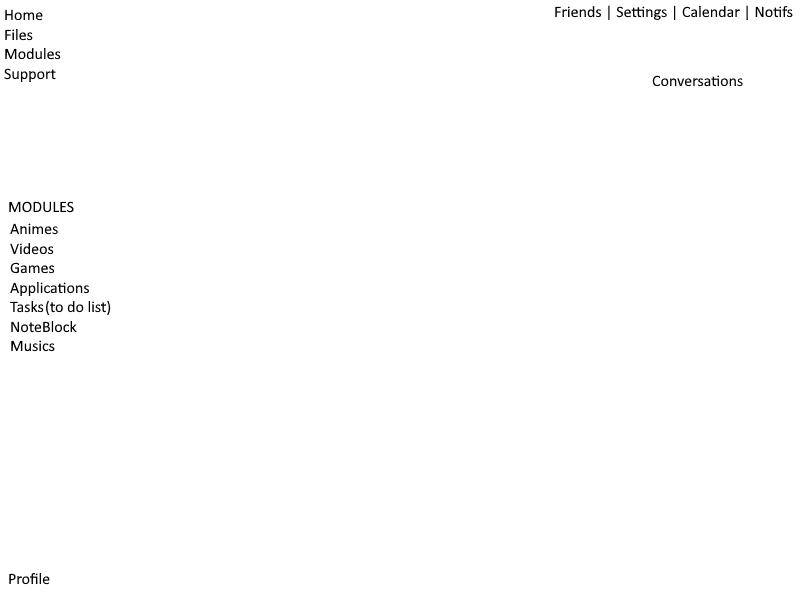 Home
Files
Modules
Support
Friends | Settings | Calendar | Notifs
Conversations
MODULES
Animes
Videos
Games
Applications
Tasks(to do list)
NoteBlock
Musics
Profile